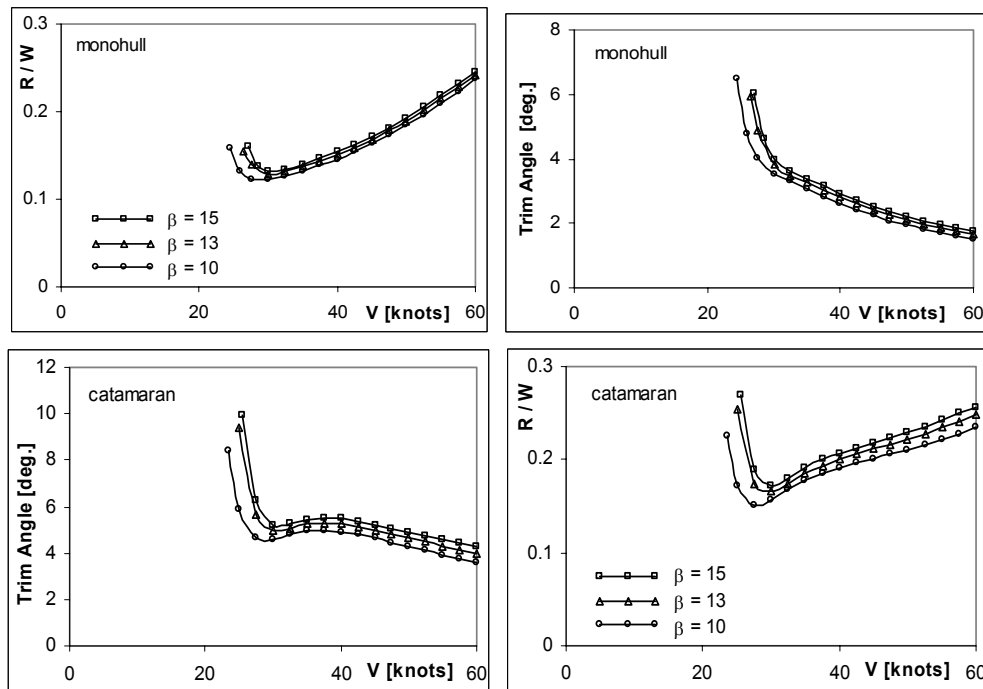 0.3
monohull
R / W
0.2
0.1
β = 15
β = 13
β = 10
0
0
20
40
60
V [knots]
8
monohull
Trim Angle [deg.]
6
4
2
0
0
20
40
60
V [knots]
12
catamaran
Trim Angle [deg.]
10
8
6
4
2
0
0
20
40
60
V [knots]
0.3
catamaran
R / W
0.2
0.1
β = 15
β = 13
β = 10
0
0
20
40
60
V [knots]